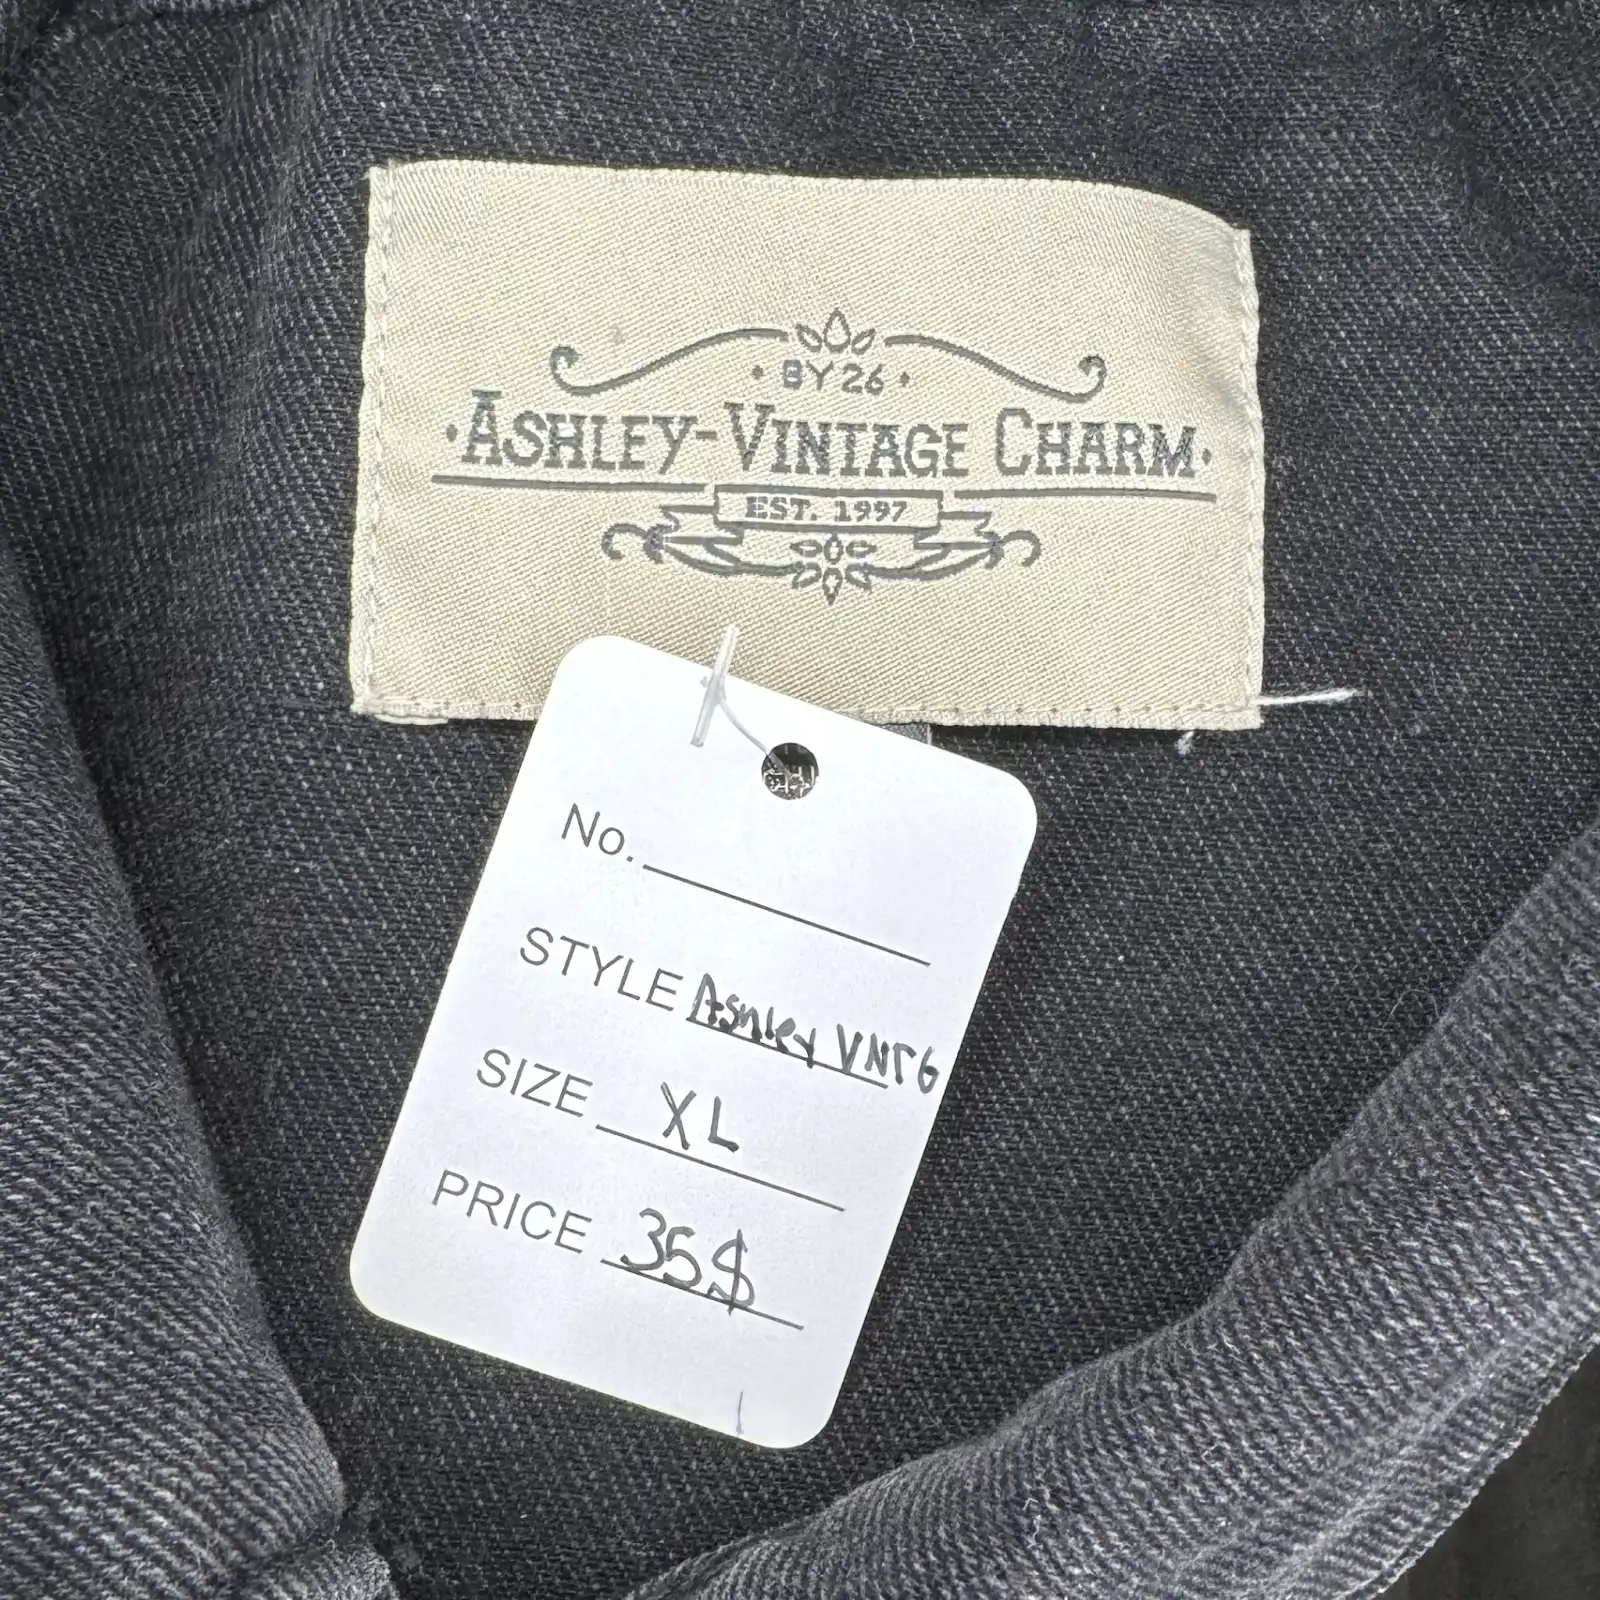 · BY 26 ·
· ASHLEY-VINTAGE CHARM ·
EST. 1997
No.
STYLE Ashley VNTG
SIZE XL
PRICE 35$